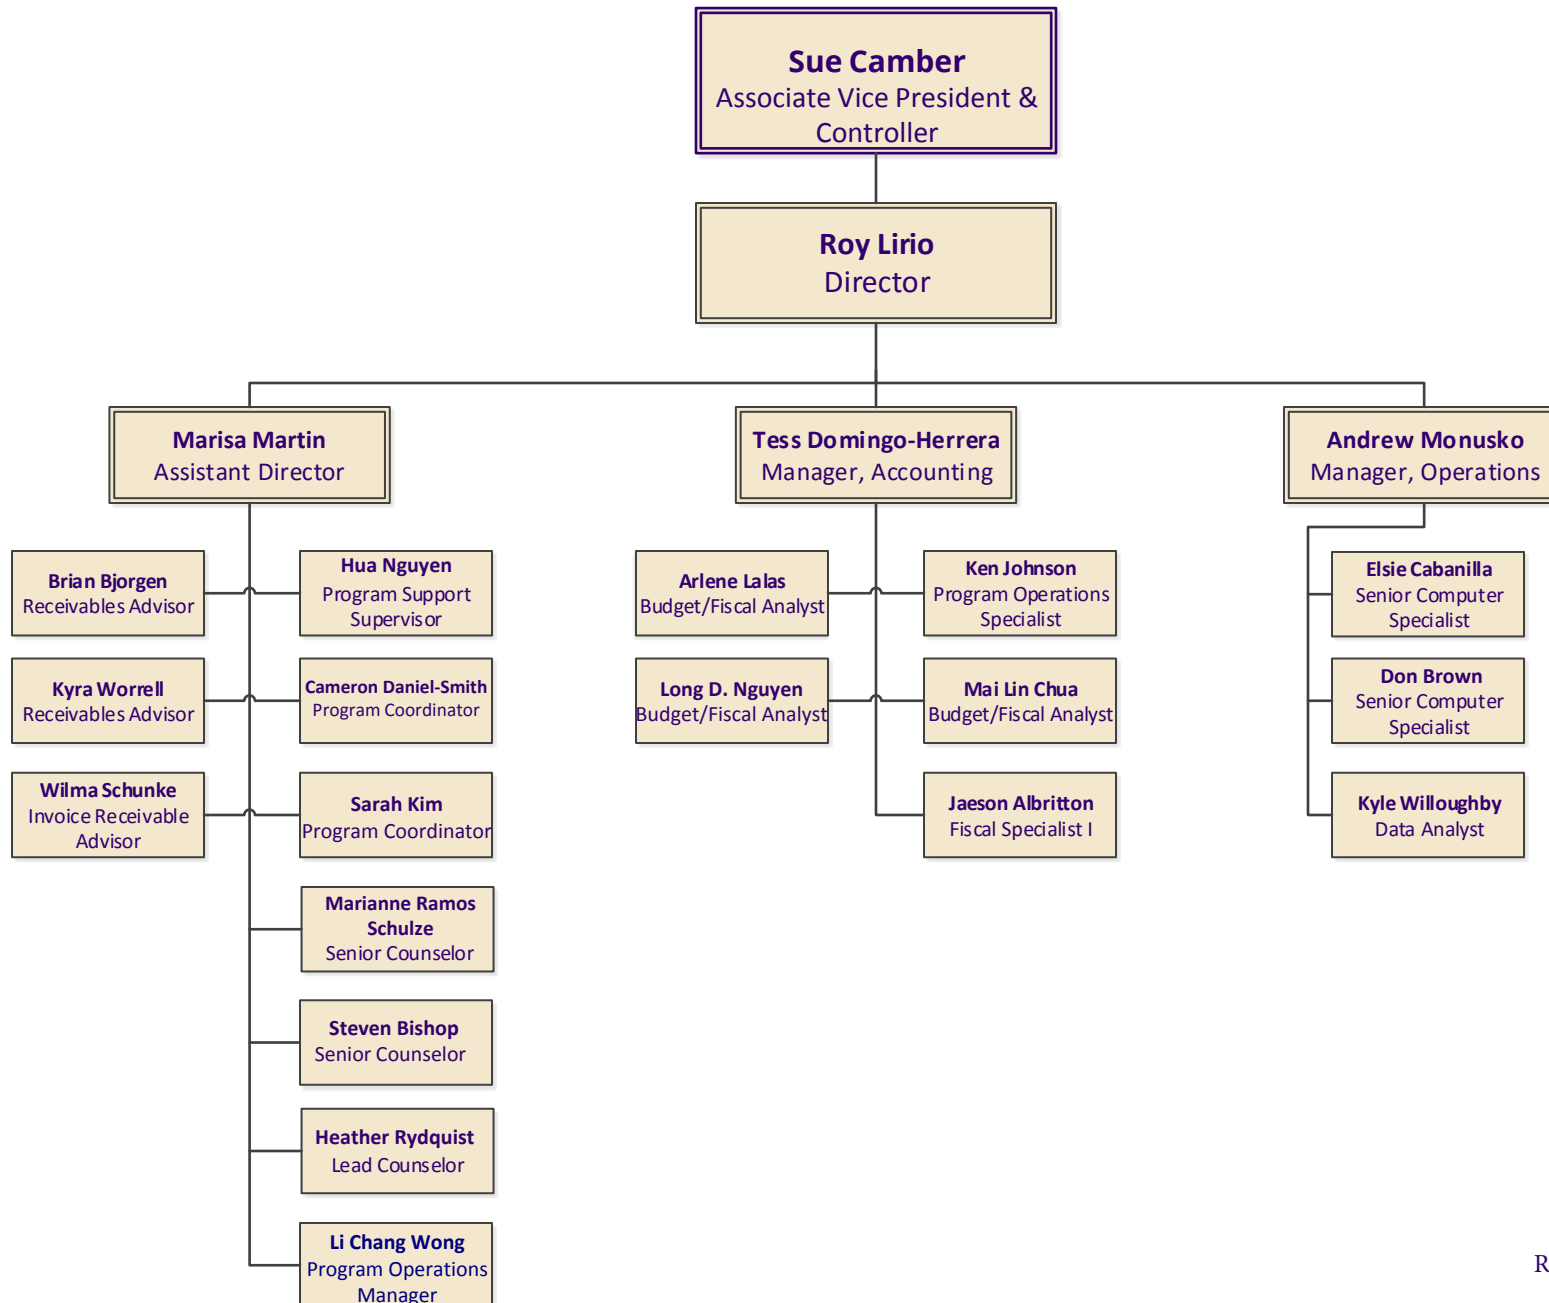 Sue Camber
Associate Vice President &
Controller
Roy Lirio
Director
Marisa Martin
Assistant Director
Tess Domingo-Herrera
Manager, Accounting
Andrew Monusko
Manager, Operations
Brian Bjorgen
Receivables Advisor
Hua Nguyen
Program Support
Supervisor
Kyra Worrell
Receivables Advisor
Cameron Daniel-Smith
Program Coordinator
Wilma Schunke
Invoice Receivable
Advisor
Sarah Kim
Program Coordinator
Marianne Ramos
Schulze
Senior Counselor
Steven Bishop
Senior Counselor
Heather Rydquist
Lead Counselor
Li Chang Wong
Program Operations
Manager
Arlene Lalas
Budget/Fiscal Analyst
Ken Johnson
Program Operations
Specialist
Long D. Nguyen
Budget/Fiscal Analyst
Mai Lin Chua
Budget/Fiscal Analyst
Jaeson Albritton
Fiscal Specialist I
Elsie Cabanilla
Senior Computer
Specialist
Don Brown
Senior Computer
Specialist
Kyle Willoughby
Data Analyst
R